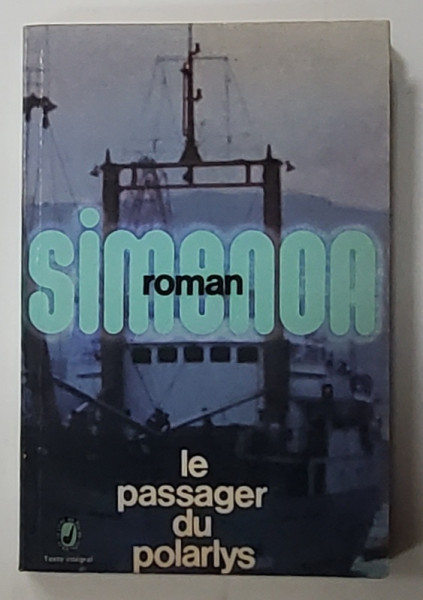 simenon
roman
le
passager
du
polarlys
Texte intégral